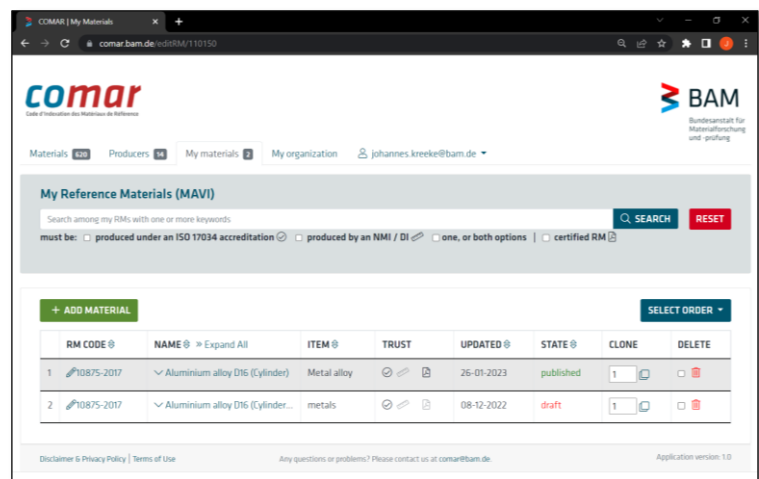 COMAR | My Materials
comar.bam.de/editRM/110150
J
comar
Code d'Indexation des Matériaux de Référence
BAM
Bundesanstalt für
Materialforschung
und -prüfung
Materials 620 Producers 14 My materials 2 My organization johannes.kreeke@bam.de
My Reference Materials (MAVI)
Search among my RMs with one or more keywords SEARCH RESET
must be: produced under an ISO 17034 accreditation produced by an NMI / DI one, or both options | certified RM
+ ADD MATERIAL SELECT ORDER
RM CODE NAME » Expand All ITEM TRUST UPDATED STATE CLONE DELETE
1 10875-2017 Aluminium alloy D16 (Cylinder) Metal alloy 26-01-2023 published 1
2 10875-2017 Aluminium alloy D16 (Cylinder... metals 08-12-2022 draft 1
Disclaimer & Privacy Policy | Terms of Use Any questions or problems? Please contact us at comar@bam.de. Application version: 1.0